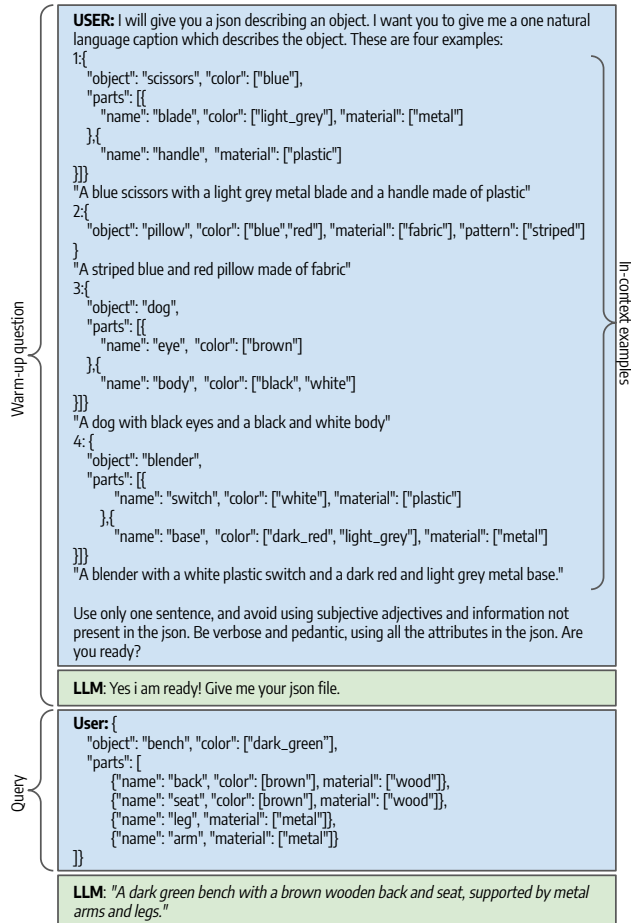 USER: I will give you a json describing an object. I want you to give me a one natural
language caption which describes the object. These are four examples:
1:{
"object": "scissors", "color": ["blue"],
"parts": [{
"name": "blade", "color": ["light_grey"], "material": ["metal"]
},{
"name": "handle", "material": ["plastic"]
}]}
"A blue scissors with a light grey metal blade and a handle made of plastic"
2:{
"object": "pillow", "color": ["blue","red"], "material": ["fabric"], "pattern": ["striped"]
}
"A striped blue and red pillow made of fabric"
3:{
"object": "dog",
"parts": [{
"name": "eye", "color": ["brown"]
},{
"name": "body", "color": ["black", "white"]
}]}
"A dog with black eyes and a black and white body"
4: {
"object": "blender",
"parts": [{
"name": "switch", "color": ["white"], "material": ["plastic"]
},{
"name": "base", "color": ["dark_red", "light_grey"], "material": ["metal"]
}]}
"A blender with a white plastic switch and a dark red and light grey metal base."
Use only one sentence, and avoid using subjective adjectives and information not
present in the json. Be verbose and pedantic, using all the attributes in the json. Are
you ready?
In-context examples
LLM: Yes i am ready! Give me your json file.
Warm-up question
User: {
"object": "bench", "color": ["dark_green”],
"parts": [
{"name": "back", "color": [brown"], material": ["wood"]},
{"name": "seat", "color": [brown"], material": ["wood"]},
{"name": "leg", "material": ["metal"]},
{"name": "arm", "material": ["metal"]}
]}
Query
LLM: "A dark green bench with a brown wooden back and seat, supported by metal
arms and legs."